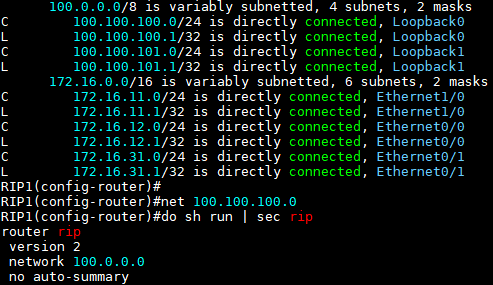 100.0.0.0/8 is variably subnetted, 4 subnets, 2 masks
C 100.100.100.0/24 is directly connected, Loopback0
L 100.100.100.1/32 is directly connected, Loopback0
C 100.100.101.0/24 is directly connected, Loopback1
L 100.100.101.1/32 is directly connected, Loopback1
172.16.0.0/16 is variably subnetted, 6 subnets, 2 masks
C 172.16.11.0/24 is directly connected, Ethernet1/0
L 172.16.11.1/32 is directly connected, Ethernet1/0
C 172.16.12.0/24 is directly connected, Ethernet0/0
L 172.16.12.1/32 is directly connected, Ethernet0/0
C 172.16.31.0/24 is directly connected, Ethernet0/1
L 172.16.31.1/32 is directly connected, Ethernet0/1
RIP1(config-router)#
RIP1(config-router)#net 100.100.100.0
RIP1(config-router)#do sh run | sec rip
router rip
version 2
network 100.0.0.0
no auto-summary